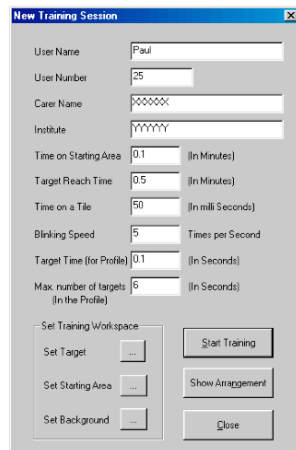 New Training Session
User Name Paul
User Number 25
Carer Name XXXXXX
Institute YYYYYY
Time on Starting Area 0.1 (In Minutes)
Target Reach Time 0.5 (In Minutes)
Time on a Tile 50 (In milli Seconds)
Blinking Speed 5 Times per Second
Target Time (for Profile) 0.1 (In Seconds)
Max. number of targets 6 (In Seconds)
(In the Profile)
Set Training Workspace
Set Target ...
Set Starting Area ...
Set Background ...
Start Training
Show Arrangement
Close